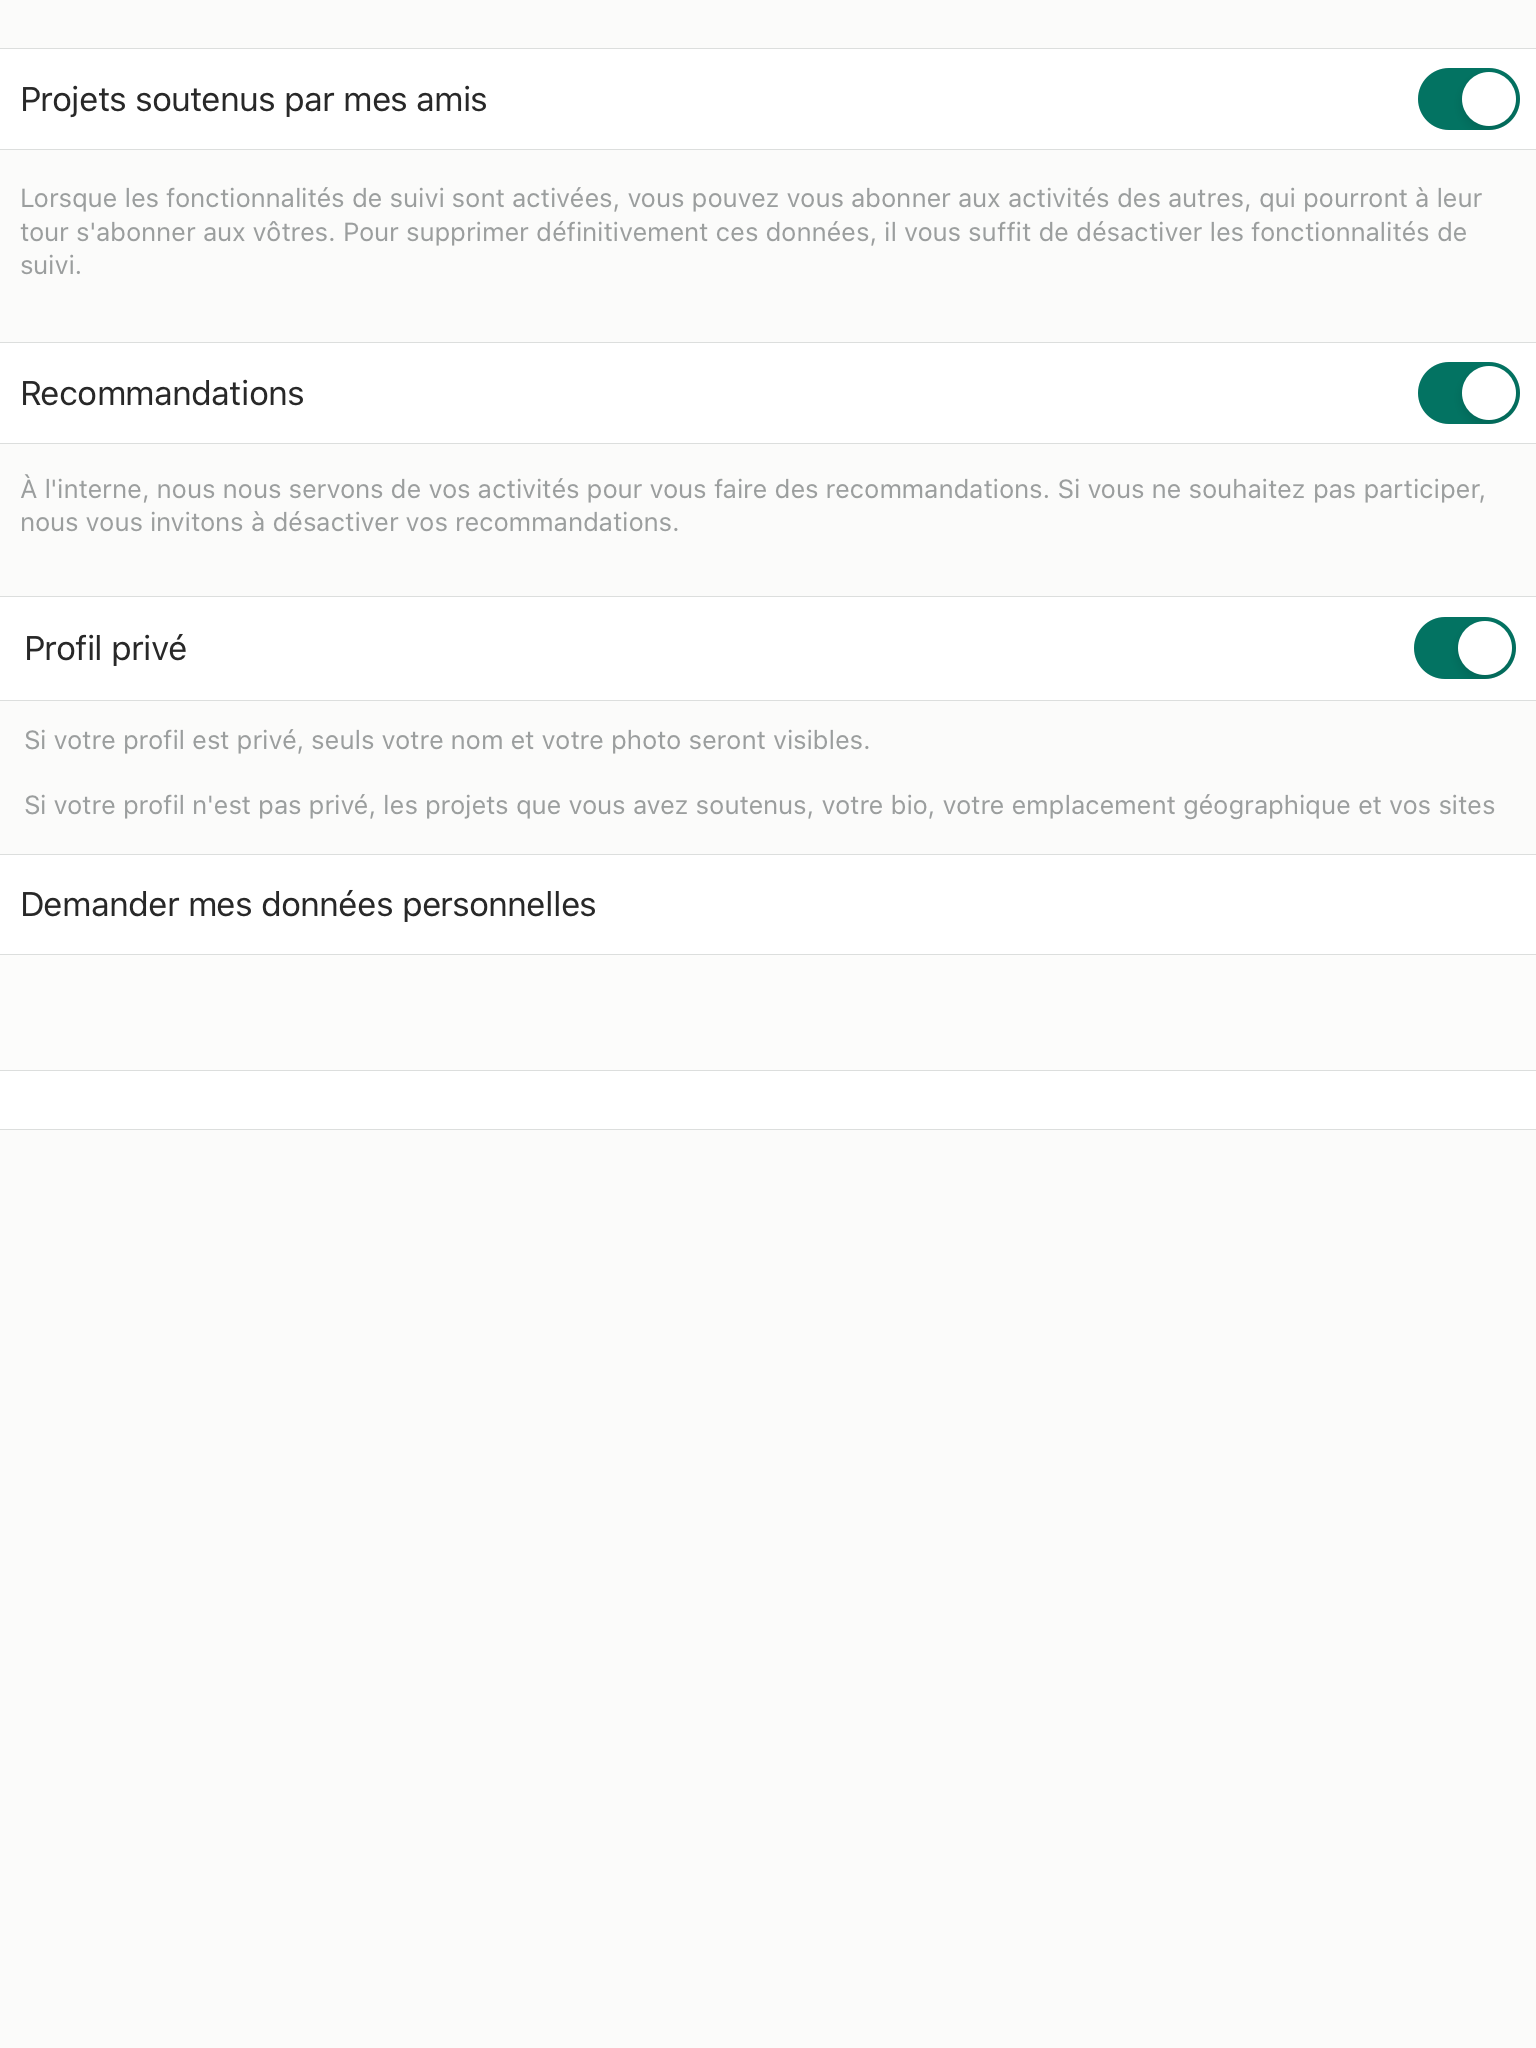 Projets soutenus par mes amis
Lorsque les fonctionnalités de suivi sont activées, vous pouvez vous abonner aux activités des autres, qui pourront à leur
tour s'abonner aux vôtres. Pour supprimer définitivement ces données, il vous suffit de désactiver les fonctionnalités de
suivi.
Recommandations
À l'interne, nous nous servons de vos activités pour vous faire des recommandations. Si vous ne souhaitez pas participer,
nous vous invitons à désactiver vos recommandations.
Profil privé
Si votre profil est privé, seuls votre nom et votre photo seront visibles.
Si votre profil n'est pas privé, les projets que vous avez soutenus, votre bio, votre emplacement géographique et vos sites
Demander mes données personnelles